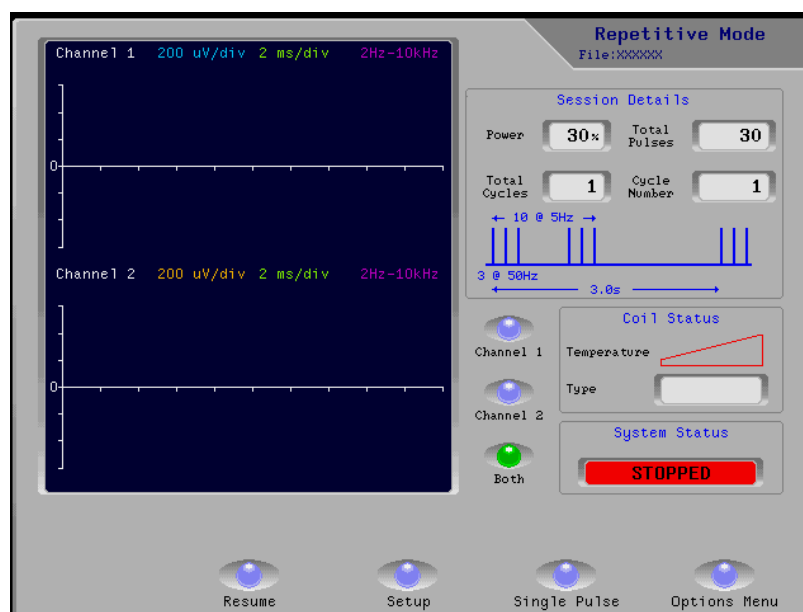 Repetitive Mode
File:XXXXXX
Channel 1 200 uV/div 2 ms/div 2Hz-10kHz
0
Channel 2 200 uV/div 2 ms/div 2Hz-10kHz
0
Session Details
Power 30% Total Pulses 30
Total Cycles 1 Cycle Number 1
10 @ 5Hz
3 @ 50Hz
3.0s
Channel 1
Channel 2
Both
Coil Status
Temperature
Type
System Status
STOPPED
Resume Setup Single Pulse Options Menu